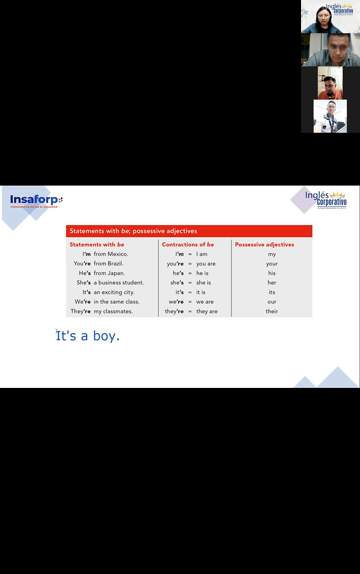 Inglés
Corporativo
Insaforp
Inglés
Corporativo
Statements with be; possessive adjectives
Statements with be Contractions of be Possessive adjectives
I'm from Mexico. I'm = I am my
You're from Brazil. you're = you are your
He's from Japan. he's = he is his
She's a business student. she's = she is her
It's an exciting city. it's = it is its
We're in the same class. we're = we are our
They're my classmates. they're = they are their
It's a boy.